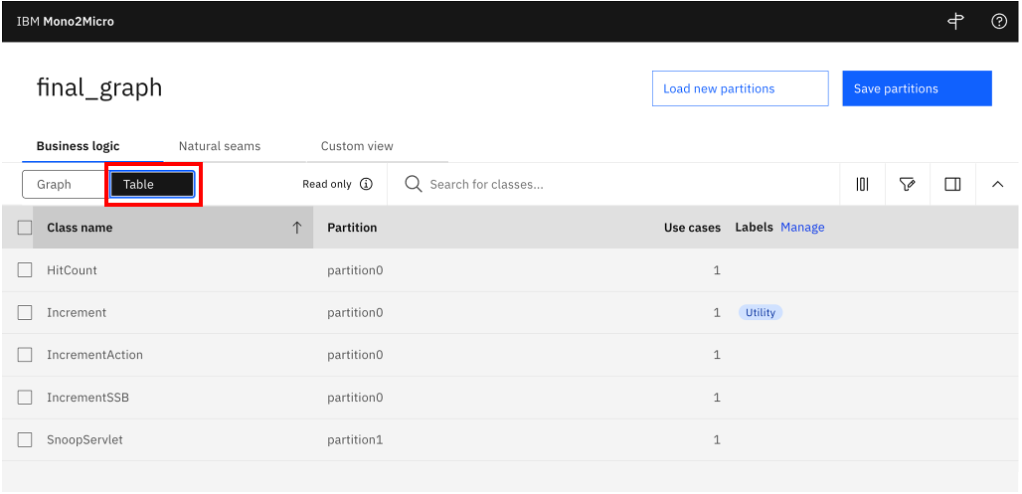 IBM Mono2Micro
final_graph
Load new partitions
Save partitions
Business logic Natural seams Custom view
Graph Table Read only Search for classes...
Class name Partition Use cases Labels Manage
HitCount partition0 1
Increment partition0 1 Utility
IncrementAction partition0 1
IncrementSSB partition0 1
SnoopServlet partition1 1